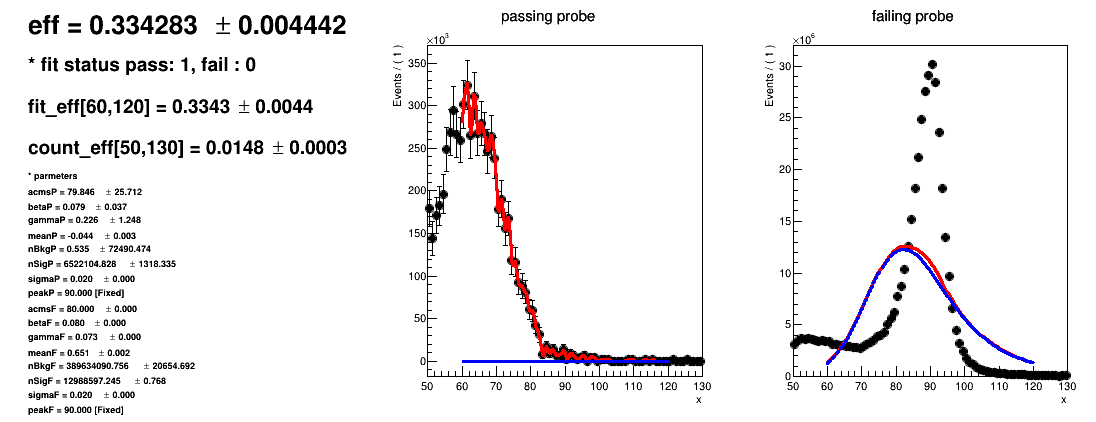 eff = 0.334283 ± 0.004442
* fit status pass: 1, fail : 0
fit_eff[60,120] = 0.3343 ± 0.0044
count_eff[50,130] = 0.0148 ± 0.0003
* parmeters
acmsP = 79.846 ± 25.712
betaP = 0.079 ± 0.037
gammaP = 0.226 ± 1.248
meanP = -0.044 ± 0.003
nBkgP = 0.535 ± 72490.474
nSigP = 6522104.828 ± 1318.335
sigmaP = 0.020 ± 0.000
peakP = 90.000 [Fixed]
acmsF = 80.000 ± 0.000
betaF = 0.080 ± 0.000
gammaF = 0.073 ± 0.000
meanF = 0.651 ± 0.002
nBkgF = 389634090.756 ± 20654.692
nSigF = 12988597.245 ± 0.768
sigmaF = 0.020 ± 0.000
peakF = 90.000 [Fixed]
passing probe
×10³
Events / ( 1 )
350
300
250
200
150
100
50
0
50 60 70 80 90 100 110 120 130
x
failing probe
×10⁶
Events / ( 1 )
30
25
20
15
10
5
0
50 60 70 80 90 100 110 120 130
x